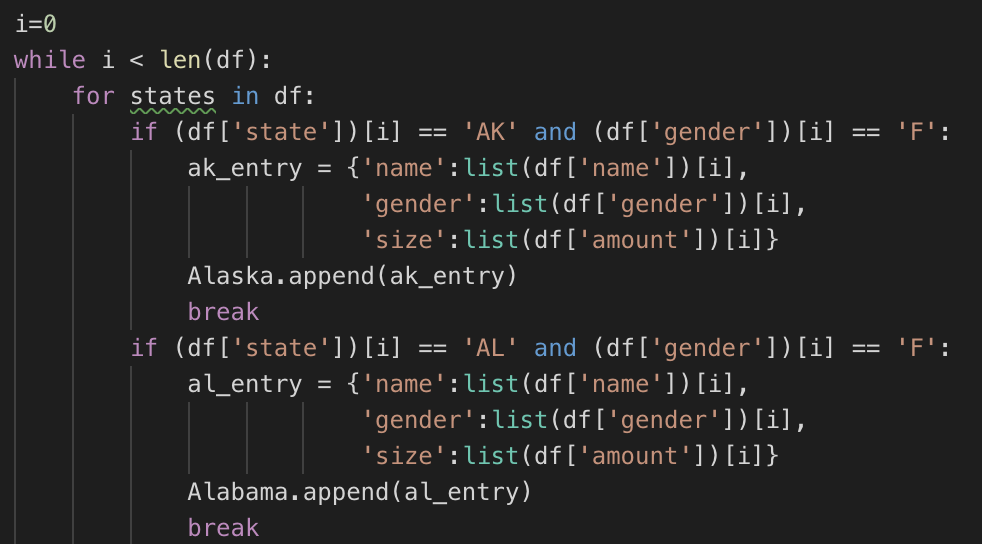 i=0
while i < len(df):
    for states in df:
        if (df['state'])[i] == 'AK' and (df['gender'])[i] == 'F':
            ak_entry = {'name':list(df['name'])[i],
                        'gender':list(df['gender'])[i],
                        'size':list(df['amount'])[i]}
            Alaska.append(ak_entry)
            break
        if (df['state'])[i] == 'AL' and (df['gender'])[i] == 'F':
            al_entry = {'name':list(df['name'])[i],
                        'gender':list(df['gender'])[i],
                        'size':list(df['amount'])[i]}
            Alabama.append(al_entry)
            break